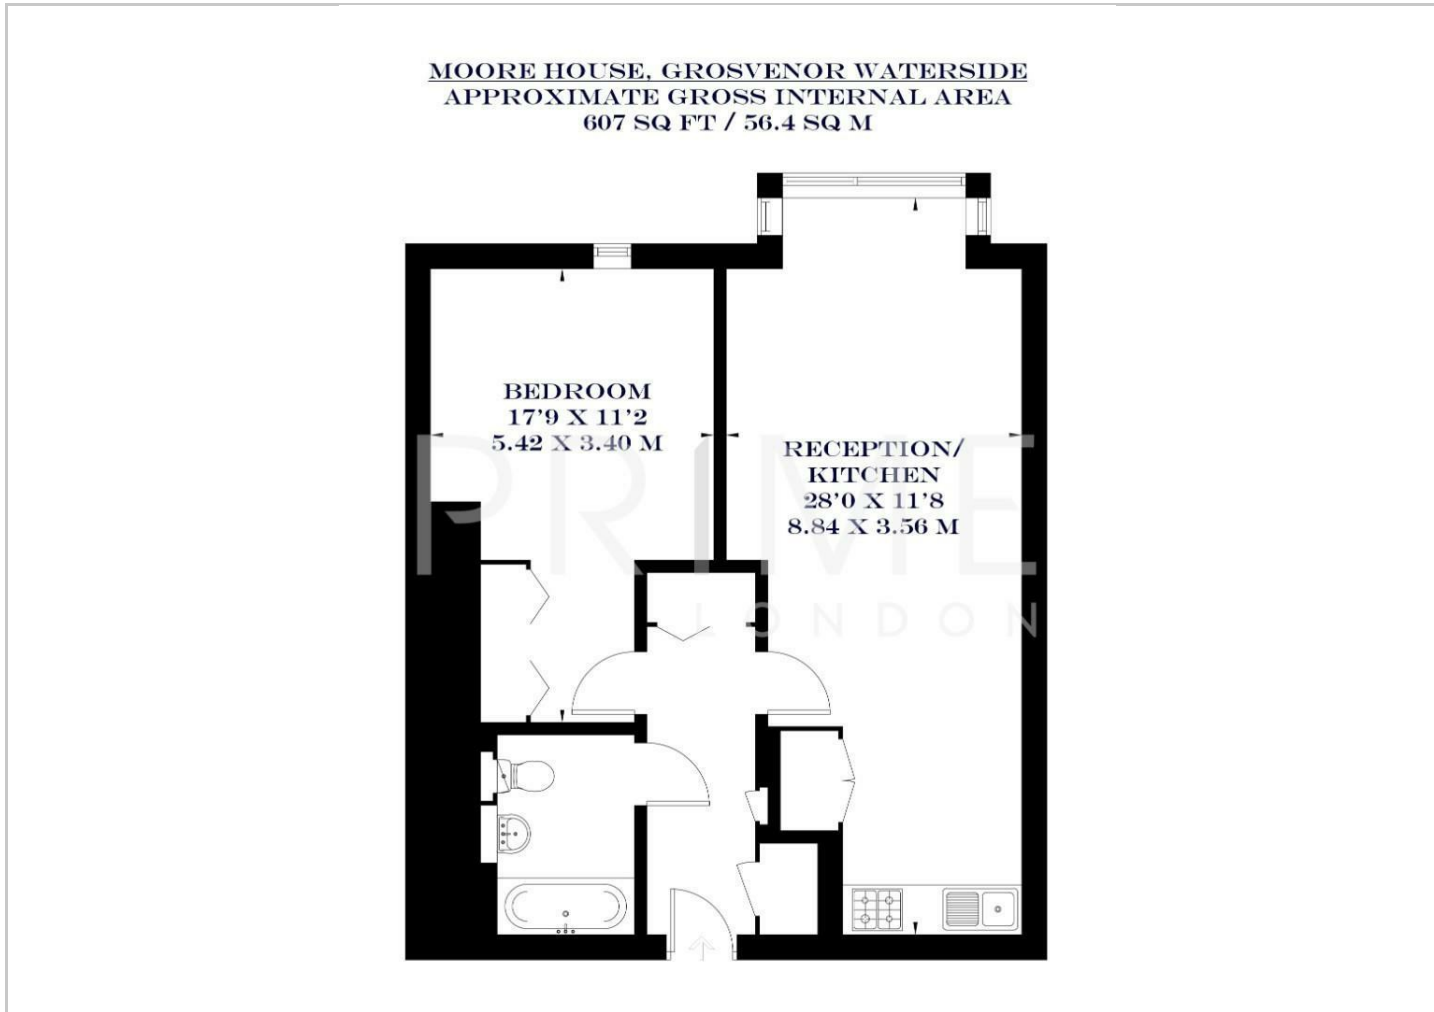 MOORE HOUSE, GROSVENOR WATERSIDE
APPROXIMATE GROSS INTERNAL AREA
607 SQ FT / 56.4 SQ M
BEDROOM
17'9 X 11'2
5.42 X 3.40 M
RECEPTION/
KITCHEN
28'0 X 11'8
8.84 X 3.56 M
PRIME
LONDON